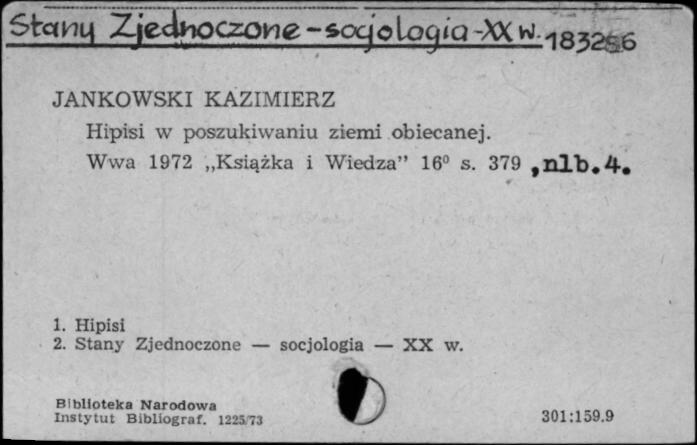 Stany Zjednoczone - socjologia - XX w.
JANKOWSKI KAZIMIERZ
Hipisi w poszukiwaniu ziemi obiecanej.
Wwa 1972 „Książka i Wiedza” 16⁰ s. 379 ,nlb.4.
1. Hipisi
2. Stany Zjednoczone — socjologia — XX w.
Biblioteka Narodowa
Instytut Bibliograf. 1225/73
301:159.9